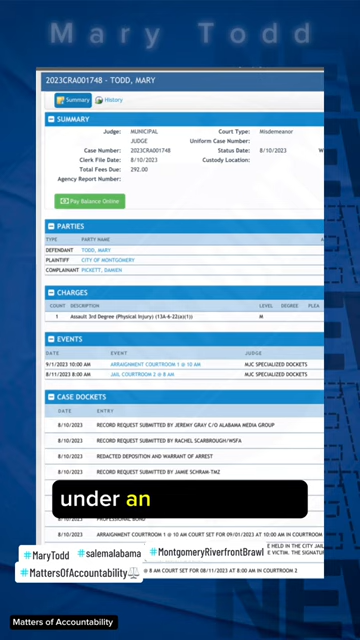 Mary Todd
2023CRA001748 - TODD, MARY
Summary History
SUMMARY
Judge: MUNICIPAL JUDGE Court Type: Misdemeanor
Case Number: 2023CRA001748 Uniform Case Number:
Clerk File Date: 8/10/2023 Status Date: 8/10/2023 W
Total Fees Due: 292.00 Custody Location:
Agency Report Number:
Pay Balance Online
PARTIES
TYPE PARTY NAME A
DEFENDANT TODD, MARY
PLAINTIFF CITY OF MONTGOMERY
COMPLAINANT PICKETT, DAMIEN
CHARGES
COUNT DESCRIPTION LEVEL DEGREE PLEA
1 Assault 3rd Degree (Physical Injury) (13A-6-22(a)(1)) M
EVENTS
DATE EVENT JUDGE
9/1/2023 10:00 AM ARRAIGNMENT COURTROOM 1 @ 10 AM MJC SPECIALIZED DOCKETS
8/11/2023 8:00 AM JAIL COURTROOM 2 @ 8 AM MJC SPECIALIZED DOCKETS
CASE DOCKETS
DATE ENTRY
8/10/2023 RECORD REQUEST SUBMITTED BY JEREMY GRAY C/O ALABAMA MEDIA GROUP
8/10/2023 RECORD REQUEST SUBMITTED BY RACHEL SCARBROUGH/WSFA
8/10/2023 REDACTED DEPOSITION AND WARRANT OF ARREST
8/10/2023 RECORD REQUEST SUBMITTED BY JAMIE SCHRAM-TMZ
under an
8/10/2023 PROFESSIONAL BOND
8/10/2023 ARRAIGNMENT COURTROOM 1 @ 10 AM COURT SET FOR 09/01/2023 AT 10:00 AM IN COURTROOM
E HELD IN THE CITY JAIL
E VICTIM. THE SIGNATU
#MaryTodd #salemalabama #MontgomeryRiverfrontBrawl
#MattersOfAccountability⚖️
@ 8 AM COURT SET FOR 08/11/2023 AT 8:00 AM IN COURTROOM 2
Matters of Accountability